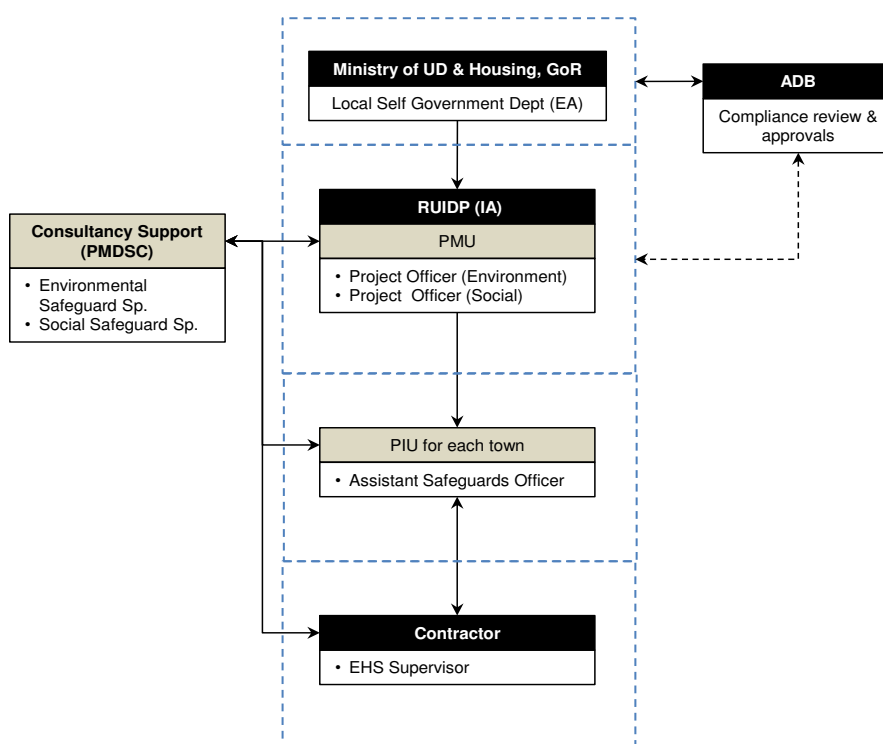 Ministry of UD & Housing, GoR
Local Self Government Dept (EA)
ADB
Compliance review &
approvals
RUIDP (IA)
PMU
• Project Officer (Environment)
• Project Officer (Social)
Consultancy Support
(PMDSC)
• Environmental
Safeguard Sp.
• Social Safeguard Sp.
PIU for each town
• Assistant Safeguards Officer
Contractor
• EHS Supervisor